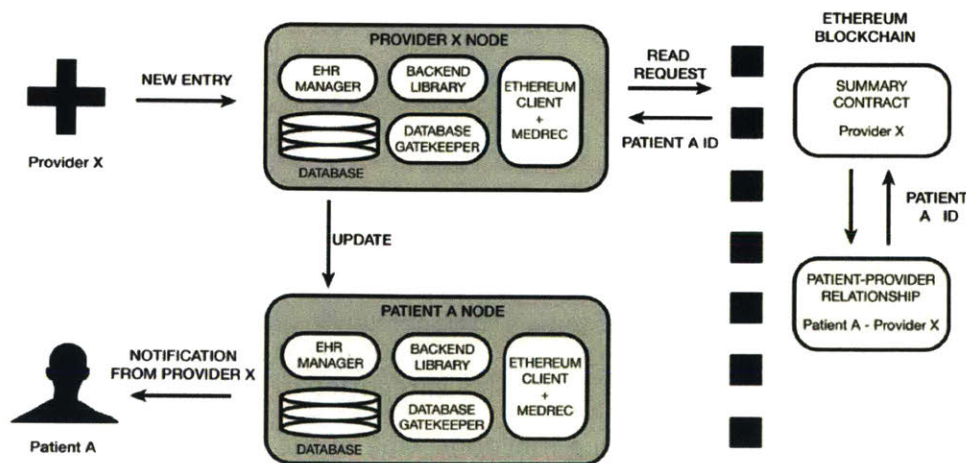 ETHEREUM
BLOCKCHAIN
PROVIDER X NODE
NEW ENTRY
EHR
MANAGER
BACKEND
LIBRARY
ETHEREUM
CLIENT
+
MEDREC
DATABASE
GATEKEEPER
DATABASE
Provider X
READ
REQUEST
PATIENT A ID
SUMMARY
CONTRACT
Provider X
PATIENT
A ID
UPDATE
PATIENT-PROVIDER
RELATIONSHIP
Patient A - Provider X
PATIENT A NODE
EHR
MANAGER
BACKEND
LIBRARY
ETHEREUM
CLIENT
+
MEDREC
DATABASE
GATEKEEPER
DATABASE
NOTIFICATION
FROM PROVIDER X
Patient A